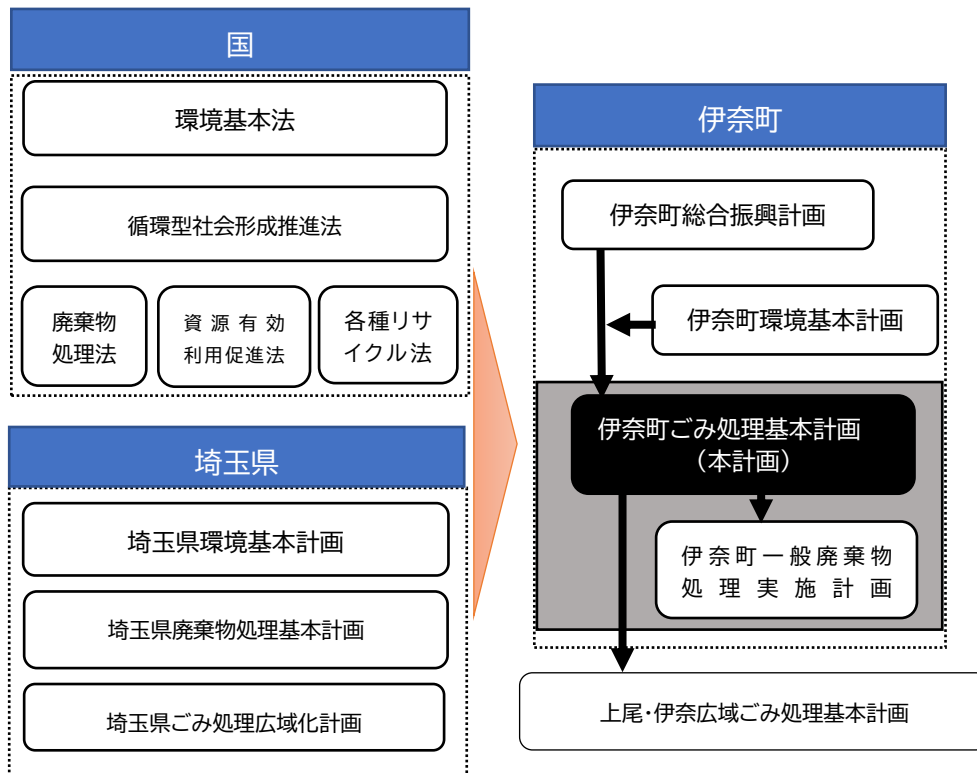 国
環境基本法
循環型社会形成推進法
廃棄物
処理法
資源有効
利用促進法
各種リサ
イクル法
埼玉県
埼玉県環境基本計画
埼玉県廃棄物処理基本計画
埼玉県ごみ処理広域化計画
伊奈町
伊奈町総合振興計画
伊奈町環境基本計画
伊奈町ごみ処理基本計画
（本計画）
伊奈町一般廃棄物
処理実施計画
上尾・伊奈広域ごみ処理基本計画